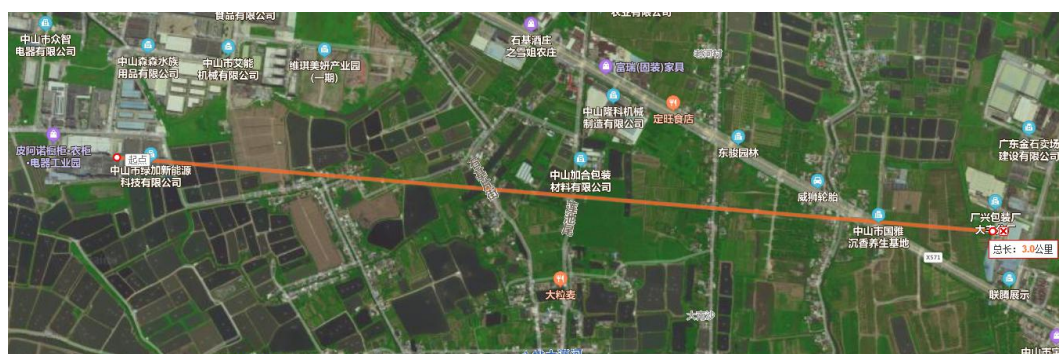 食品有限公司
农业有限公司
中山市众智
电器有限公司
中山森森水族
用品有限公司
中山市艾能
机械有限公司
维琪美妍产业园
(一期)
石基酒庄
之雪姐农庄
富瑞(固装)家具
中山隆科机械
制造有限公司
定旺食店
东骏园林
广东金石卖场
建设有限公司
皮阿诺橱柜·衣柜
·电器工业园
起点
中山市绿加新能源
科技有限公司
中山加合包装
材料有限公司
威狮轮胎
中山市国雅
沉香养生基地
厂兴包装厂
总长：3.0公里
X571
大粒麦
联腾展示